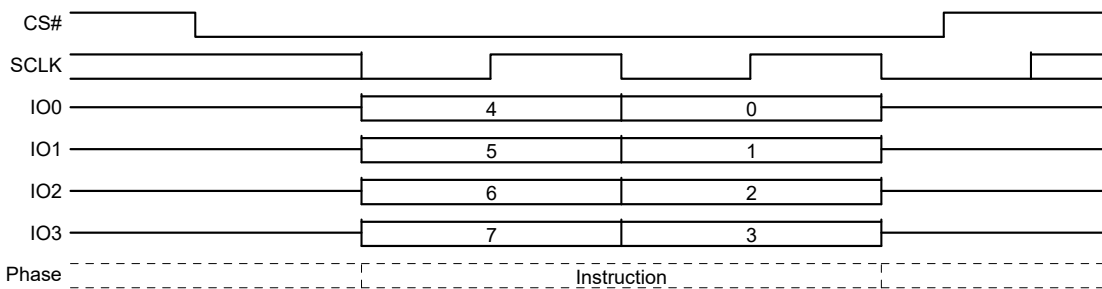 CS#
SCLK
IO0 4 0
IO1 5 1
IO2 6 2
IO3 7 3
Phase Instruction